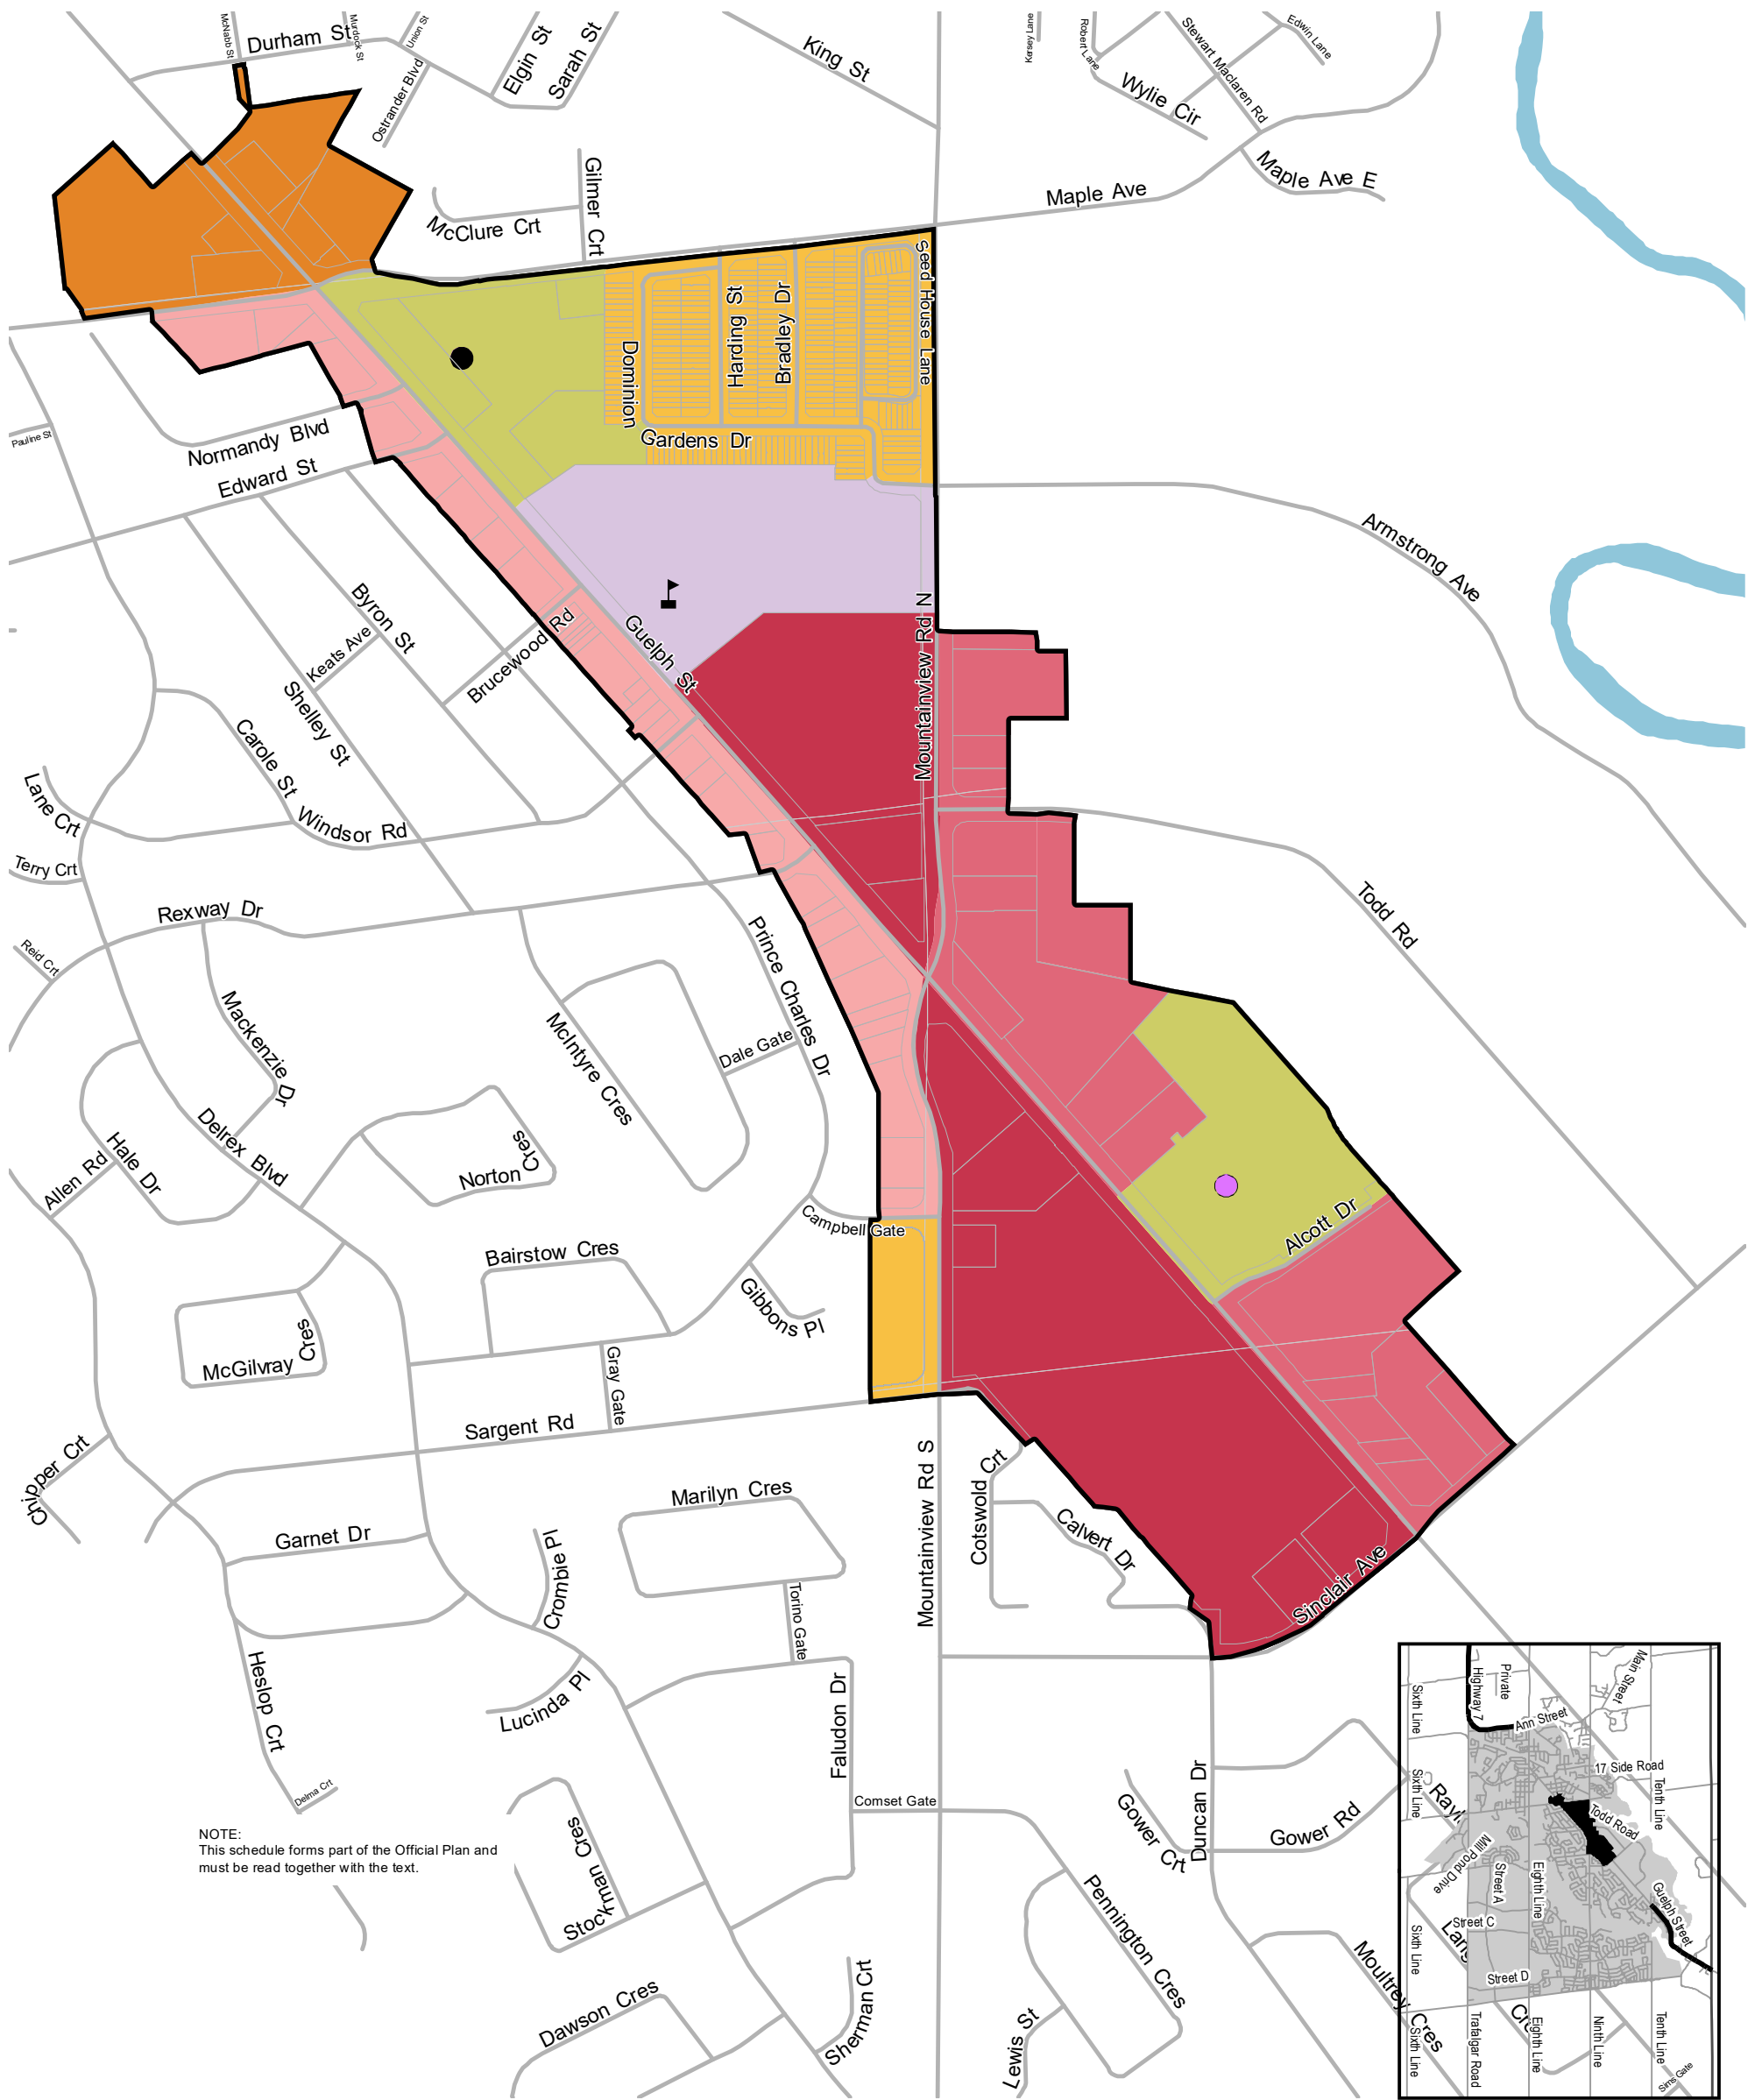 McNabb St
Durham St
Murdock St
Union St
Ostrander Blvd
Elgin St
Sarah St
King St
Kersey Lane
Robert Lane
Stewart Maclaren Rd
Edwin Lane
Wylie Cir
Maple Ave E
Maple Ave
Gilmer Crt
McClure Crt
Seed House Lane
Harding St
Bradley Dr
Dominion
Gardens Dr
Pauline St
Normandy Blvd
Edward St
Armstrong Ave
Byron St
Keats Ave
Brucewood Rd
Guelph St
Mountainview Rd N
Shelley St
Carole St
Lane Crt
Windsor Rd
Terry Crt
Todd Rd
Rexway Dr
Reid Crt
Prince Charles Dr
Mackenzie Dr
McIntyre Cres
Dale Gate
Delrex Blvd
Hale Dr
Allen Rd
Norton Cres
Campbell Gate
Alcott Dr
Bairstow Cres
Gibbons Pl
McGilvray Cres
Gray Gate
Sargent Rd
Chipper Crt
Mountainview Rd S
Marilyn Cres
Cotswold Crt
Calvert Dr
Garnet Dr
Crombie Pl
Torino Gate
Sinclair Ave
Heslop Crt
Lucinda Pl
Faludon Dr
Delma Crt
Comset Gate
Duncan Dr
Gower Crt
Gower Rd
NOTE:
This schedule forms part of the Official Plan and
must be read together with the text.
Stockman Cres
Pennington Cres
Moultrey Cres
Dawson Cres
Sherman Crt
Lewis St
Sixth Line
Highway 7
Private
Main Street
Ann Street
17 Side Road
Sixth Line
Tenth Line
Todd Road
Mill Pond Drive
Street A
Eighth Line
Guelph Street
Street C
Sixth Line
Street D
Sixth Line
Trafalgar Road
Eighth Line
Ninth Line
Tenth Line
Sims Gate